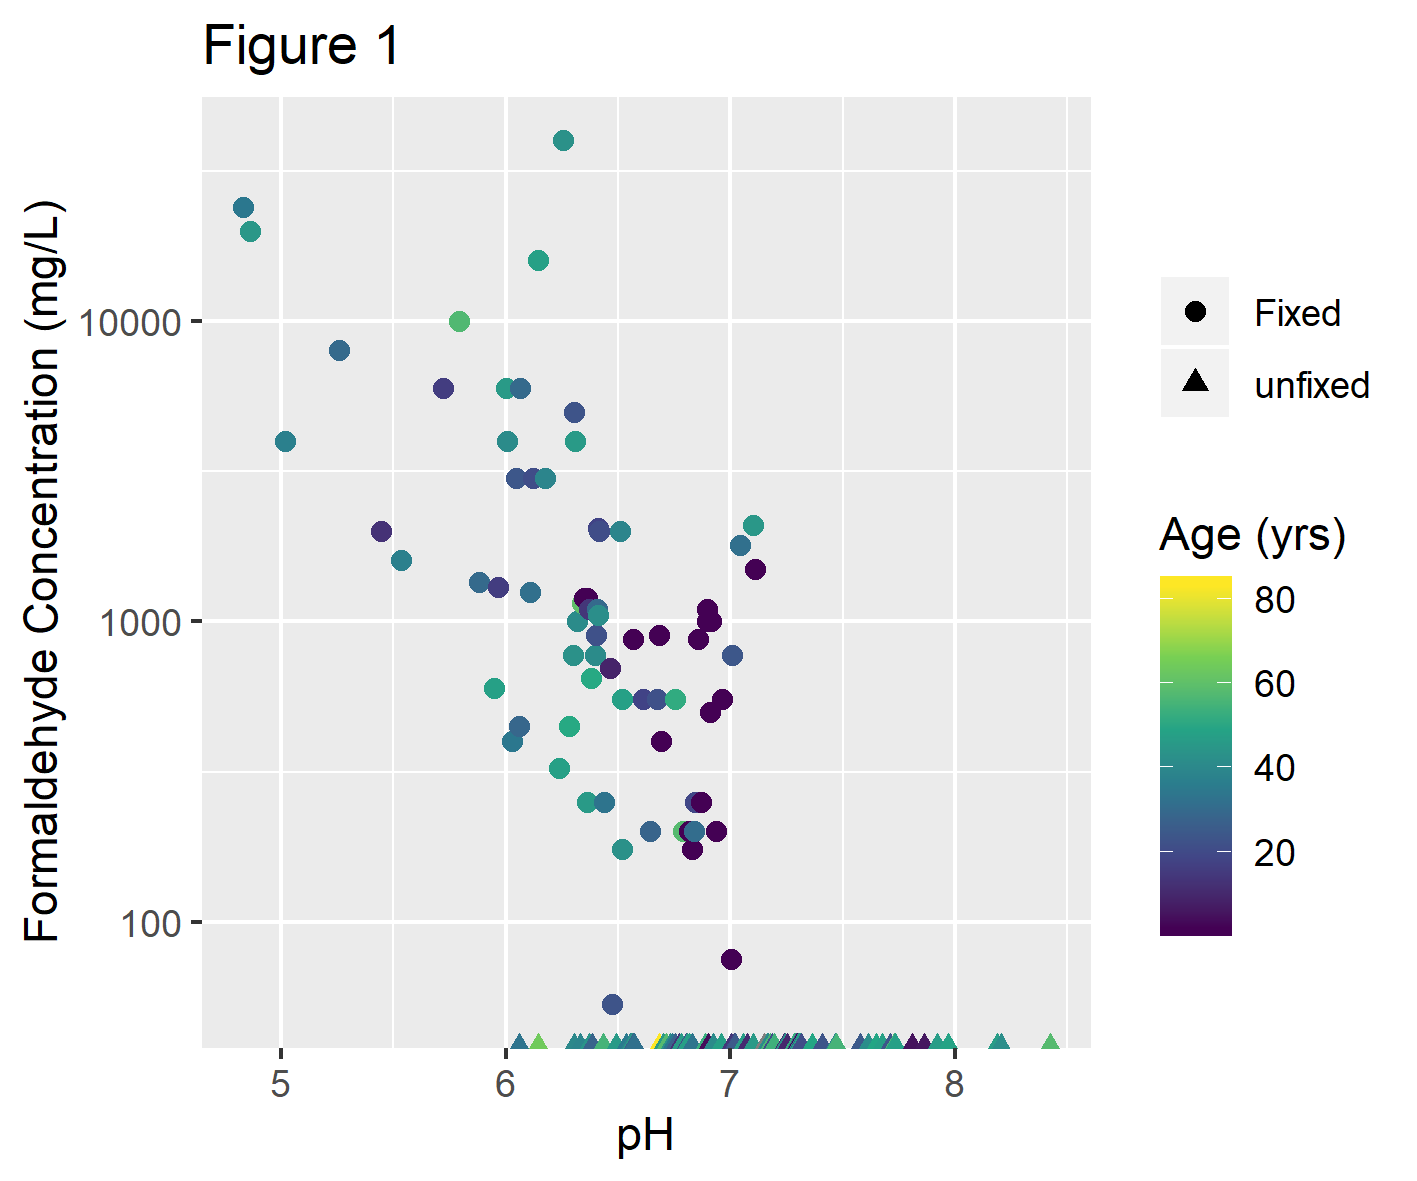 Figure 1
Formaldehyde Concentration (mg/L)
10000
1000
100
5
6
7
8
pH
Fixed
unfixed
Age (yrs)
80
60
40
20